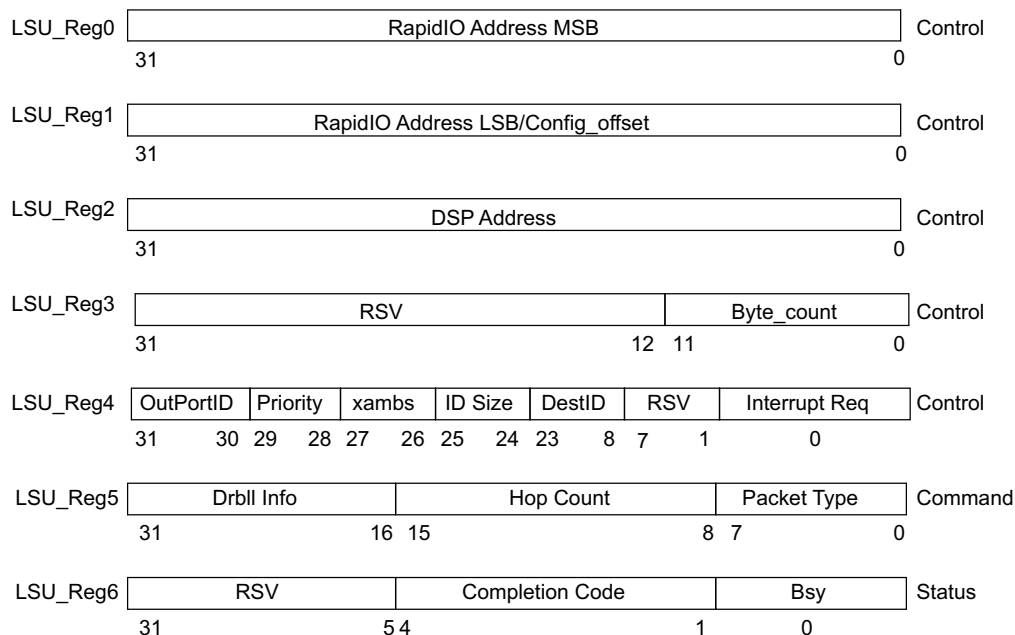 LSU_Reg0 RapidIO Address MSB Control
31 0
LSU_Reg1 RapidIO Address LSB/Config_offset Control
31 0
LSU_Reg2 DSP Address Control
31 0
LSU_Reg3 RSV Byte_count Control
31 12 11 0
LSU_Reg4 OutPortID Priority xambs ID Size DestID RSV Interrupt Req Control
31 30 29 28 27 26 25 24 23 8 7 1 0
LSU_Reg5 Drbll Info Hop Count Packet Type Command
31 16 15 8 7 0
LSU_Reg6 RSV Completion Code Bsy Status
31 5 4 1 0